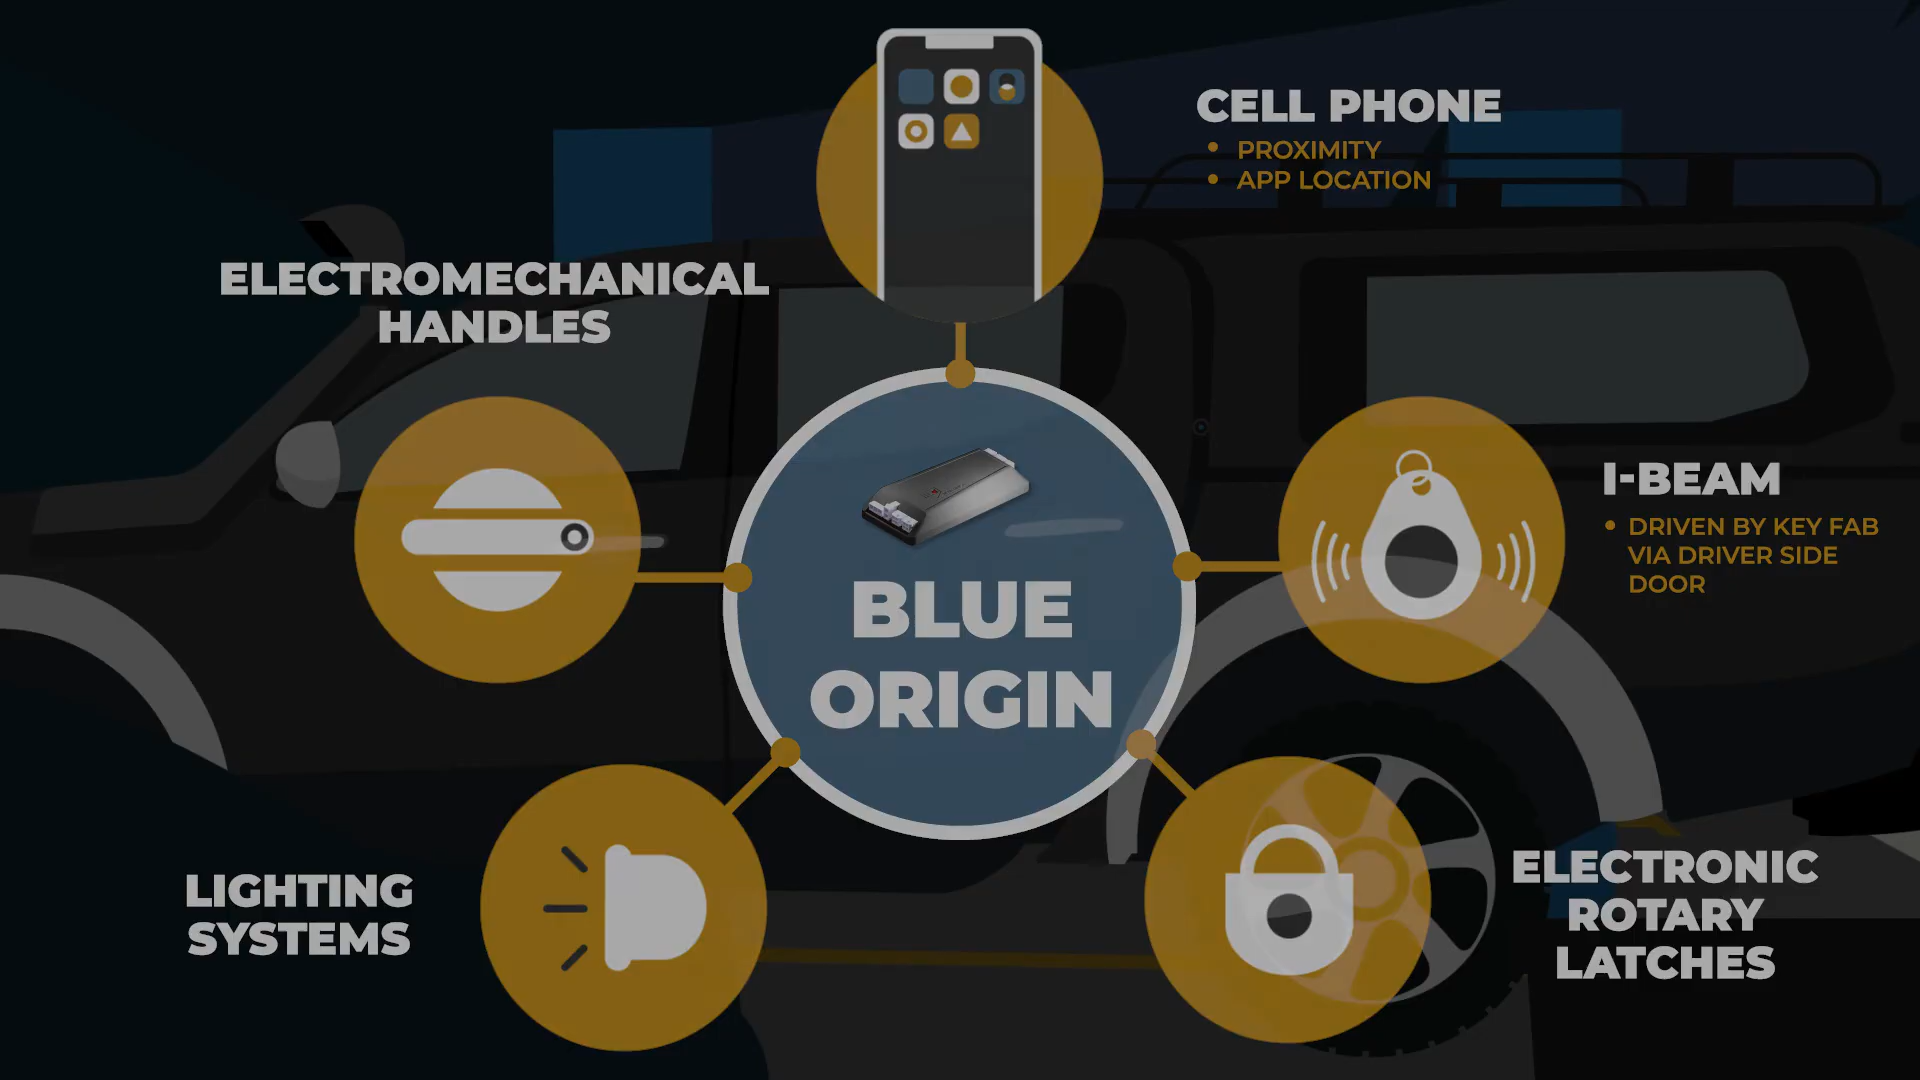 CELL PHONE
• PROXIMITY
• APP LOCATION
ELECTROMECHANICAL
HANDLES
I-BEAM
• DRIVEN BY KEY FAB
VIA DRIVER SIDE
DOOR
BLUE
ORIGIN
LIGHTING
SYSTEMS
ELECTRONIC
ROTARY
LATCHES